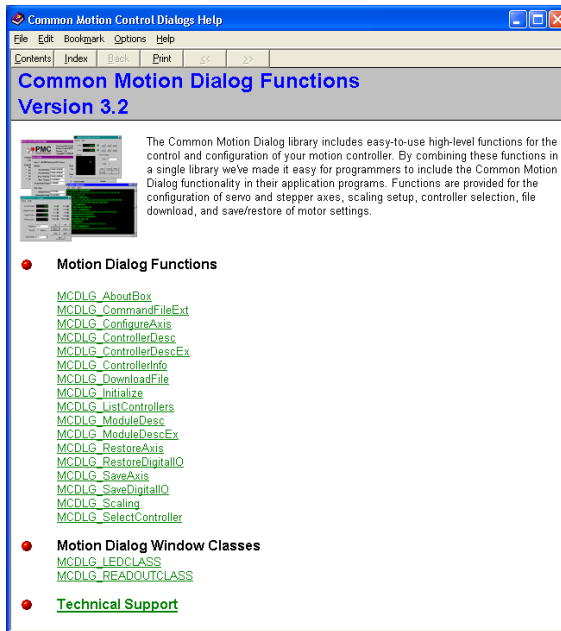 Common Motion Control Dialogs Help
File Edit Bookmark Options Help
Contents Index Back Print << >>
Common Motion Dialog Functions
Version 3.2
PMC
The Common Motion Dialog library includes easy-to-use high-level functions for the
control and configuration of your motion controller. By combining these functions in
a single library we've made it easy for programmers to include the Common Motion
Dialog functionality in their application programs. Functions are provided for the
configuration of servo and stepper axes, scaling setup, controller selection, file
download, and save/restore of motor settings.
Motion Dialog Functions
MCDLG_AboutBox
MCDLG_CommandFileExt
MCDLG_ConfigureAxis
MCDLG_ControllerDesc
MCDLG_ControllerDescEx
MCDLG_ControllerInfo
MCDLG_DownloadFile
MCDLG_Initialize
MCDLG_ListControllers
MCDLG_ModuleDesc
MCDLG_ModuleDescEx
MCDLG_RestoreAxis
MCDLG_RestoreDigitalIO
MCDLG_SaveAxis
MCDLG_SaveDigitalIO
MCDLG_Scaling
MCDLG_SelectController
Motion Dialog Window Classes
MCDLG_LEDCLASS
MCDLG_READOUTCLASS
Technical Support